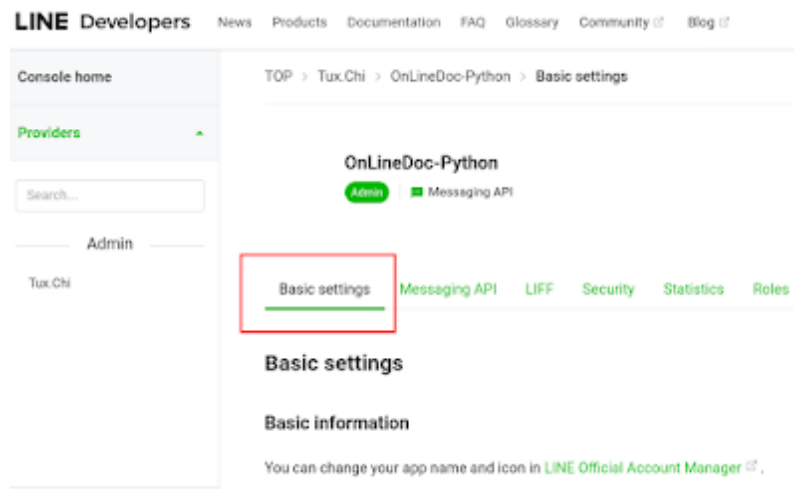 LINE Developers News Products Documentation FAQ Glossary Community Blog
Console home
TOP > Tux.Chi > OnLineDoc-Python > Basic settings
Providers
OnLineDoc-Python
Admin Messaging API
Search...
Admin
Tux.Chi
Basic settings Messaging API LIFF Security Statistics Roles
Basic settings
Basic information
You can change your app name and icon in LINE Official Account Manager .